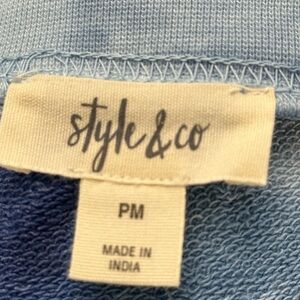 style & co
PM
MADE IN
INDIA